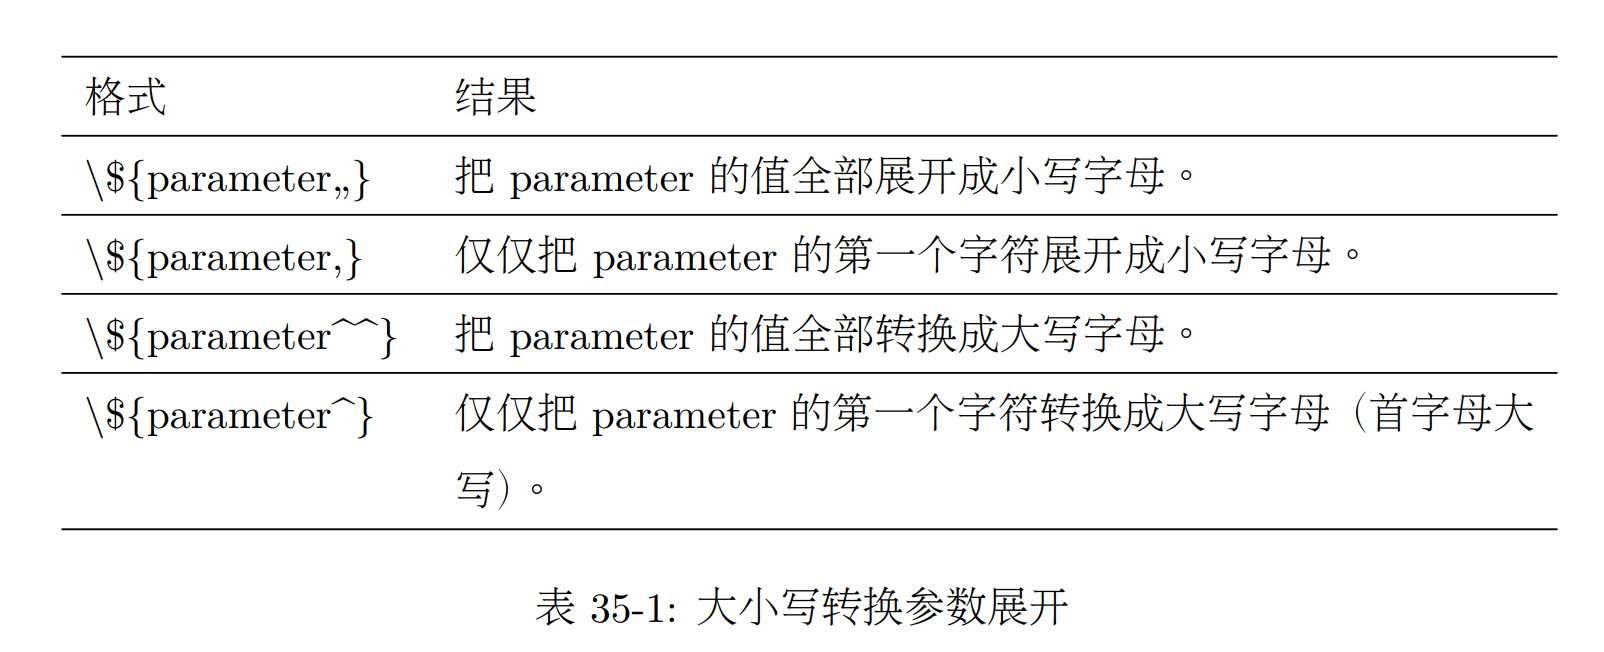 格式 结果
\${parameter„} 把 parameter 的值全部展开成小写字母。
\${parameter,} 仅仅把 parameter 的第一个字符展开成小写字母。
\${parameter^^} 把 parameter 的值全部转换成大写字母。
\${parameter^} 仅仅把 parameter 的第一个字符转换成大写字母（首字母大
写）。
表 35-1: 大小写转换参数展开